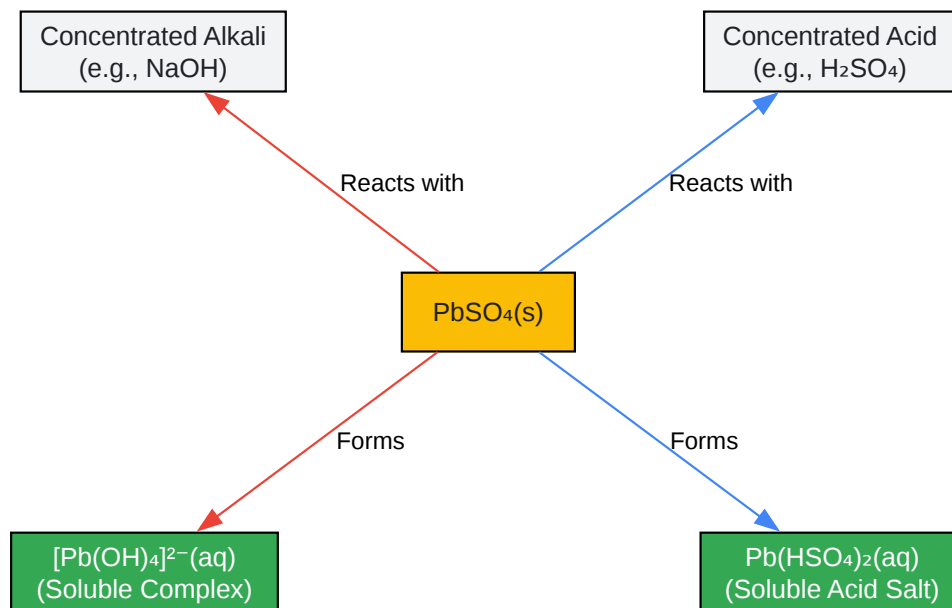 Concentrated Alkali
(e.g., NaOH)
Concentrated Acid
(e.g., H₂SO₄)
Reacts with
Reacts with
PbSO₄(s)
Forms
Forms
[Pb(OH)₄]²⁻(aq)
(Soluble Complex)
Pb(HSO₄)₂(aq)
(Soluble Acid Salt)